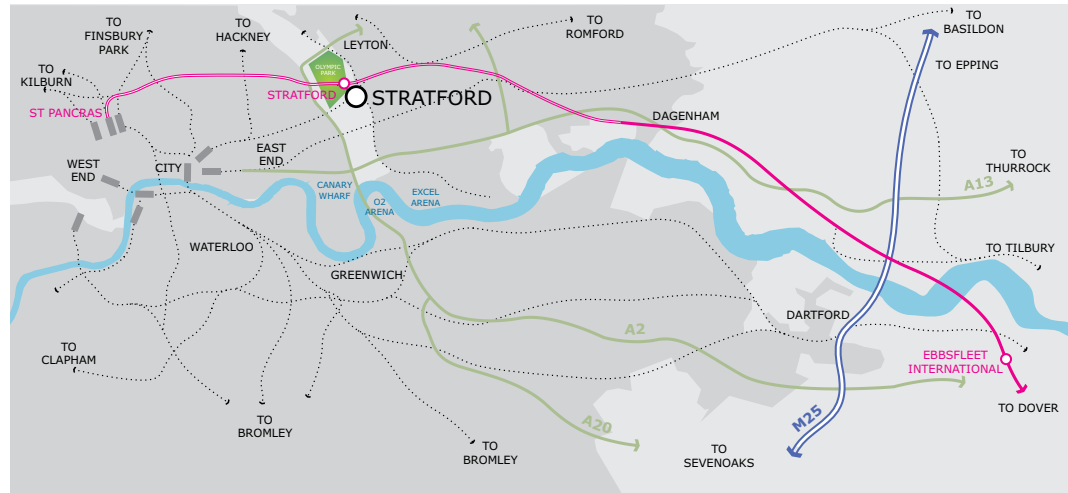 TO
FINSBURY
PARK
TO
HACKNEY
LEYTON
TO
ROMFORD
TO
BASILDON
TO
KILBURN
OLYMPIC
PARK
TO EPPING
STRATFORD
STRATFORD
ST PANCRAS
DAGENHAM
WEST
END
CITY
EAST
END
TO
THURROCK
A13
CANARY
WHARF
O2
ARENA
EXCEL
ARENA
WATERLOO
GREENWICH
TO TILBURY
DARTFORD
A2
TO
CLAPHAM
EBBSFLEET
INTERNATIONAL
TO DOVER
M25
A20
TO
BROMLEY
TO
BROMLEY
TO
SEVENOAKS